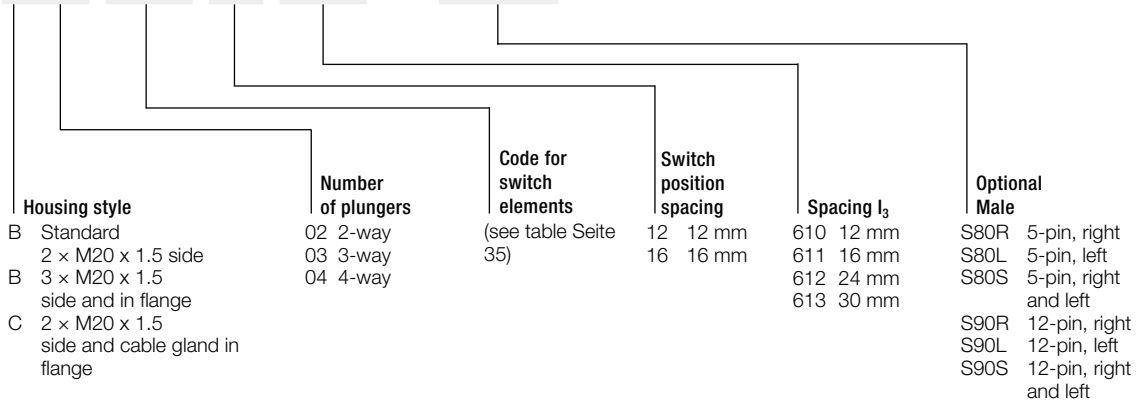 Housing style
B Standard
2 × M20 x 1.5 side
B 3 × M20 x 1.5
side and in flange
C 2 × M20 x 1.5
side and cable gland in
flange
Number
of plungers
02 2-way
03 3-way
04 4-way
Code for
switch
elements
(see table Seite
35)
Switch
position
spacing
12 12 mm
16 16 mm
Spacing l₃
610 12 mm
611 16 mm
612 24 mm
613 30 mm
Optional
Male
S80R 5-pin, right
S80L 5-pin, left
S80S 5-pin, right
and left
S90R 12-pin, right
S90L 12-pin, left
S90S 12-pin, right
and left